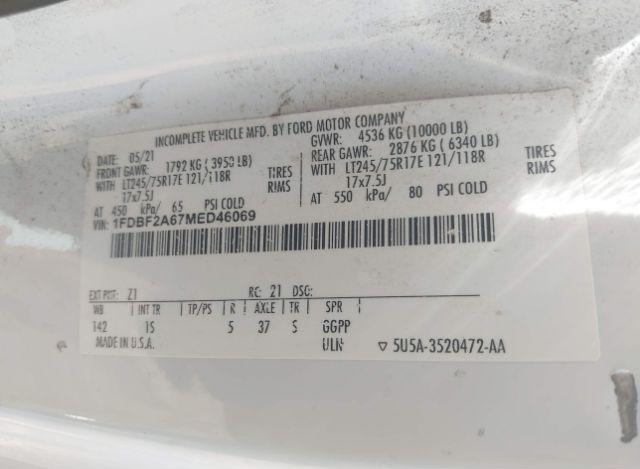 INCOMPLETE VEHICLE MFD. BY FORD MOTOR COMPANY
DATE: 05/21 GVWR: 4536 KG (10000 LB)
FRONT GAWR: 1792 KG (3950 LB) REAR GAWR: 2876 KG (6340 LB)
WITH LT245/75R17E 121/118R TIRES WITH LT245/75R17E 121/118R TIRES
17x7.5J RIMS 17x7.5J RIMS
AT 450 kPa/ 65 PSI COLD AT 550 kPa/ 80 PSI COLD
VIN: 1FDBF2A67MED46069
EXT PNT: Z1 RC: 21 DSO:
WB INT TR TP/PS R AXLE TR SPR
142 1S 5 37 S GGPP
MADE IN U.S.A. ULN ▽ 5U5A-3520472-AA